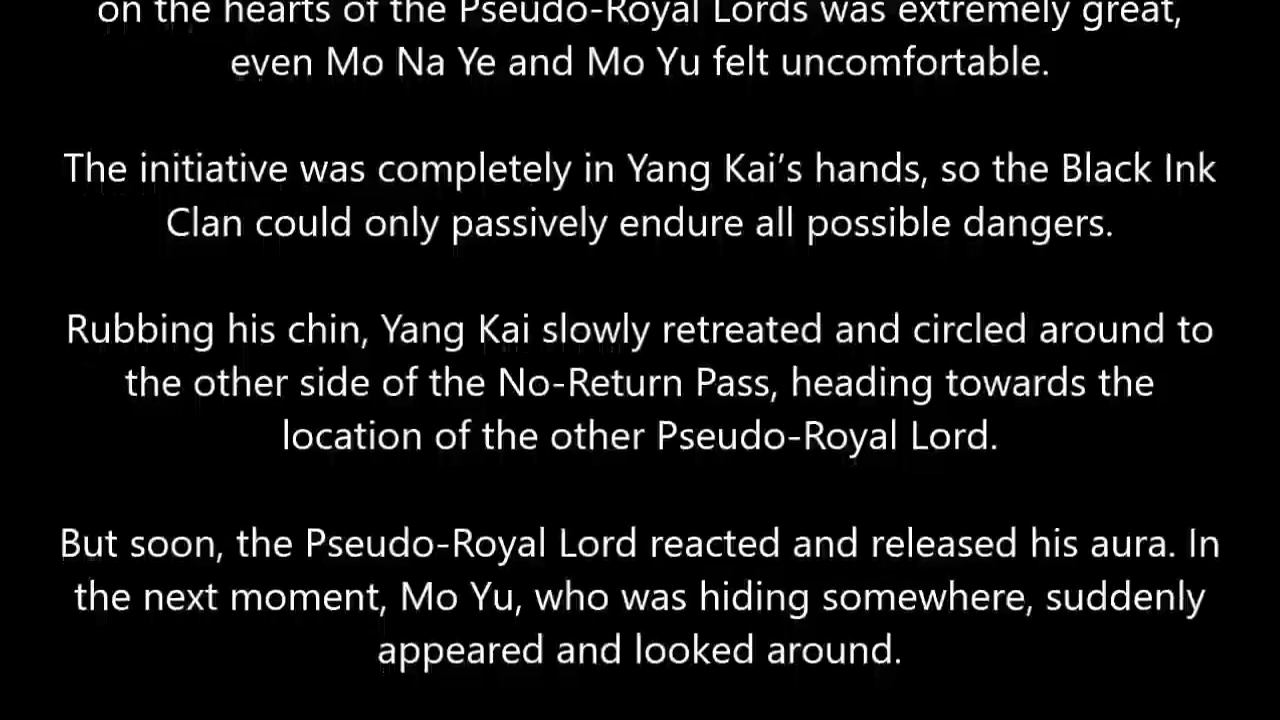 on the hearts of the Pseudo-Royal Lords was extremely great,
even Mo Na Ye and Mo Yu felt uncomfortable.
The initiative was completely in Yang Kai’s hands, so the Black Ink
Clan could only passively endure all possible dangers.
Rubbing his chin, Yang Kai slowly retreated and circled around to
the other side of the No-Return Pass, heading towards the
location of the other Pseudo-Royal Lord.
But soon, the Pseudo-Royal Lord reacted and released his aura. In
the next moment, Mo Yu, who was hiding somewhere, suddenly
appeared and looked around.